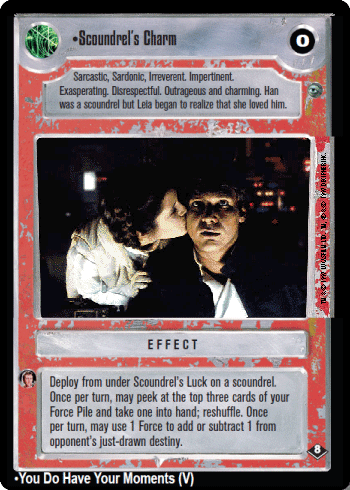 •Scoundrel's Charm
0
Sarcastic, Sardonic, Irreverent. Impertinent.
Exasperating. Disrespectful. Outrageous and charming. Han
was a scoundrel but Leia began to realize that she loved him.
EFFECT
Deploy from under Scoundrel's Luck on a scoundrel.
Once per turn, may peek at the top three cards of your
Force Pile and take one into hand; reshuffle. Once
per turn, may use 1 Force to add or subtract 1 from
opponent's just-drawn destiny.
8
•You Do Have Your Moments (V)